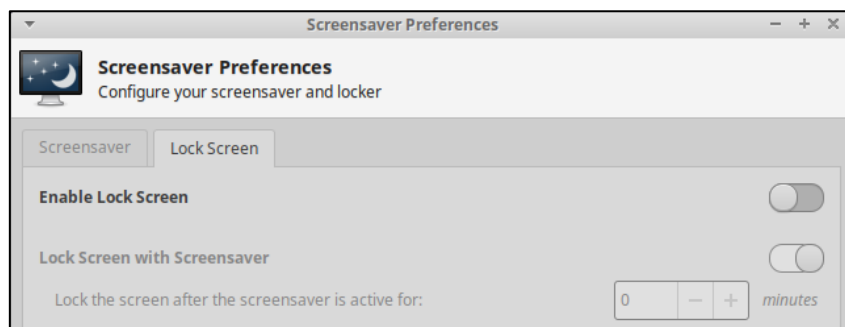 Screensaver Preferences
Screensaver Preferences
Configure your screensaver and locker
Screensaver Lock Screen
Enable Lock Screen
Lock Screen with Screensaver
Lock the screen after the screensaver is active for: 0 − + minutes